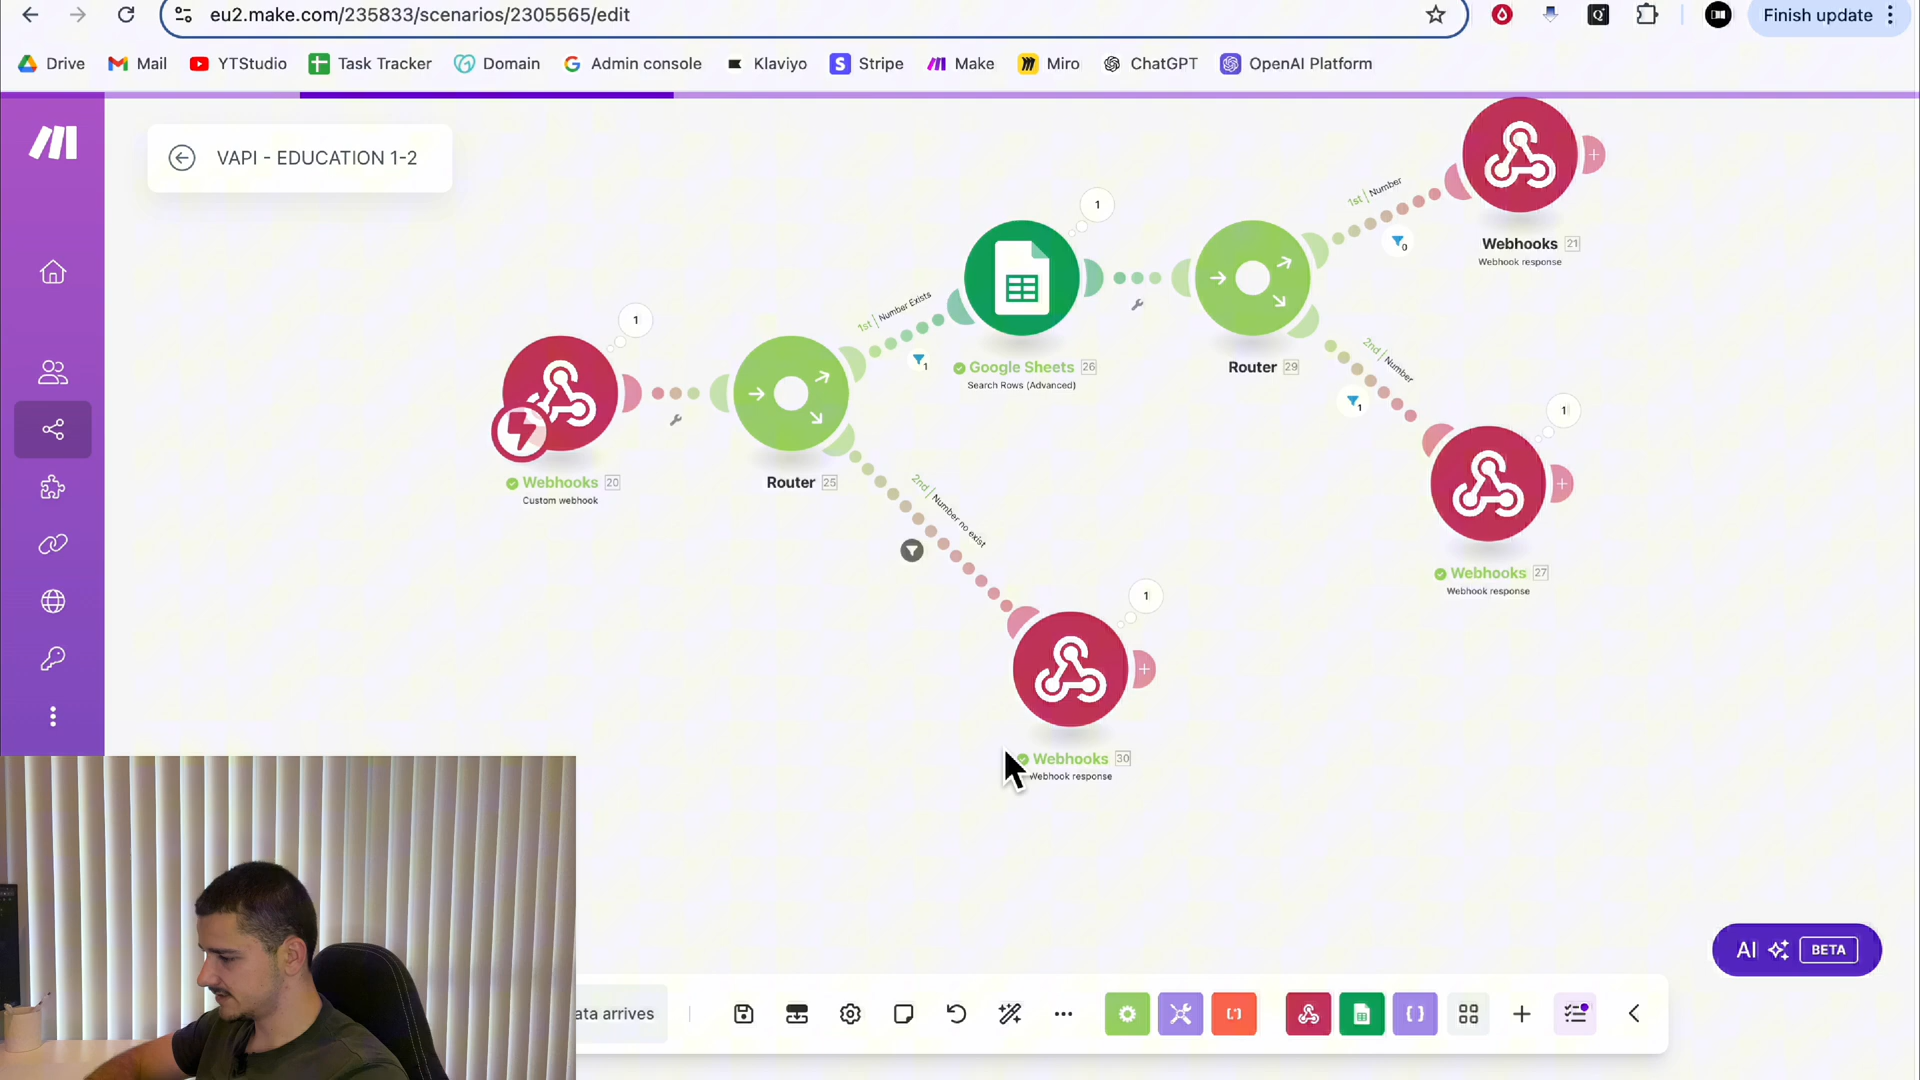 eu2.make.com/235833/scenarios/2305565/edit
Finish update
Drive
Mail
YTStudio
Task Tracker
Domain
Admin console
Klaviyo
Stripe
Make
Miro
ChatGPT
OpenAI Platform
VAPI - EDUCATION 1-2
1st | Number
0
Webhooks 21
Webhook response
1
1st | Number Exists
1
Google Sheets 26
Search Rows (Advanced)
Router 29
2nd | Number
1
1
Webhooks 20
Custom webhook
Router 25
1
Webhooks 27
Webhook response
2nd | Number no exist
1
Webhooks 30
Webhook response
AI BETA
ata arrives